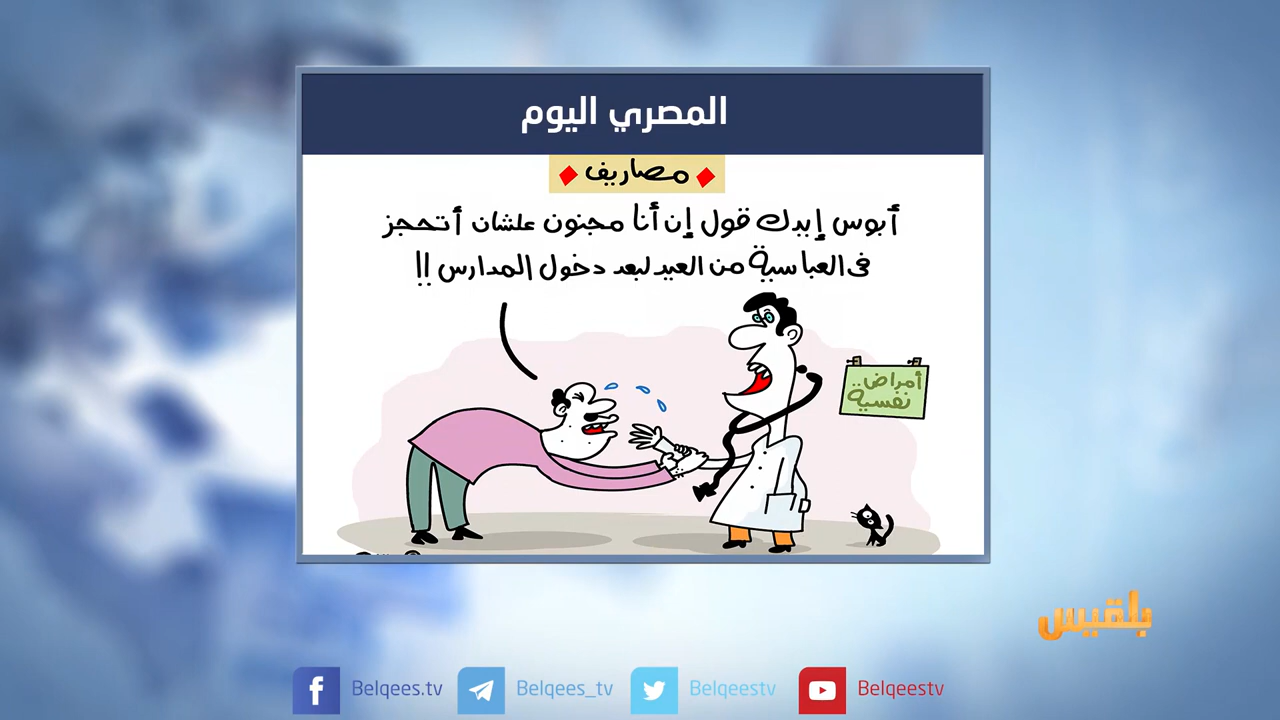 المصري اليوم
مصاريف
أبوس إيدك قول إن أنا مجنون علشان أتحجز
فى العباسية من العيد لبعد دخول المدارس !!
أمراض
نفسية
بلقيس
Belqees.tv
Belqees_tv
Belqeestv
Belqeestv